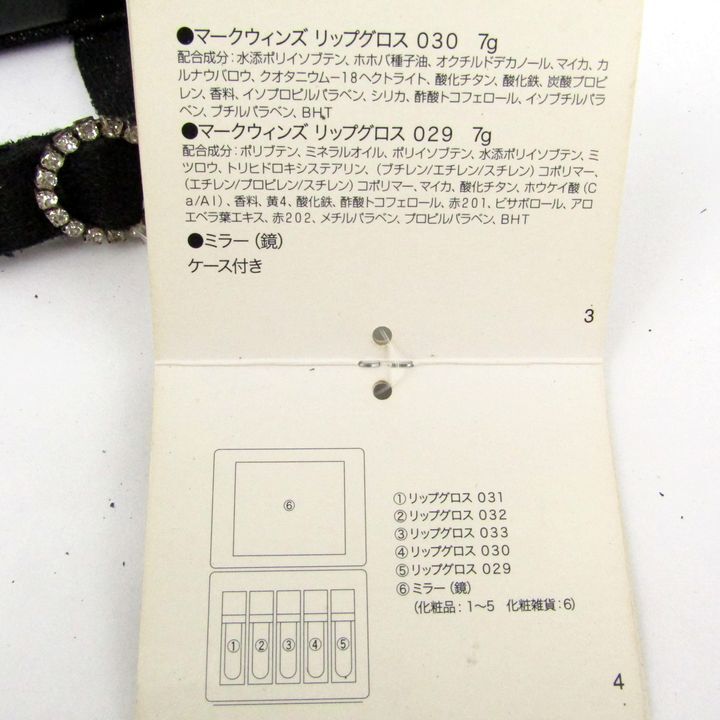 ●マークウィンズ リップグロス 030　7g
配合成分：水添ポリイソブテン、ホホバ種子油、オクチルドデカノール、マイカ、カ
ルナウバロウ、クオタニウム－18ヘクトライト、酸化チタン、酸化鉄、炭酸プロピ
レン、香料、イソプロピルパラベン、シリカ、酢酸トコフェロール、イソブチルパラ
ベン、ブチルパラベン、BHT
●マークウィンズ リップグロス 029　7g
配合成分：ポリブテン、ミネラルオイル、ポリイソブテン、水添ポリイソブテン、ミ
ツロウ、トリヒドロキシステアリン、（ブチレン/エチレン/スチレン）コポリマー、
（エチレン/プロピレン/スチレン）コポリマー、マイカ、酸化チタン、ホウケイ酸（C
a/Al）、香料、黄4、酸化鉄、酢酸トコフェロール、赤201、ビサボロール、アロ
エベラ葉エキス、赤202、メチルパラベン、プロピルパラベン、BHT
●ミラー（鏡）
ケース付き
3
⑥
① ② ③ ④ ⑤
①リップグロス 031
②リップグロス 032
③リップグロス 033
④リップグロス 030
⑤リップグロス 029
⑥ミラー（鏡）
（化粧品：1～5　化粧雑貨：6）
4